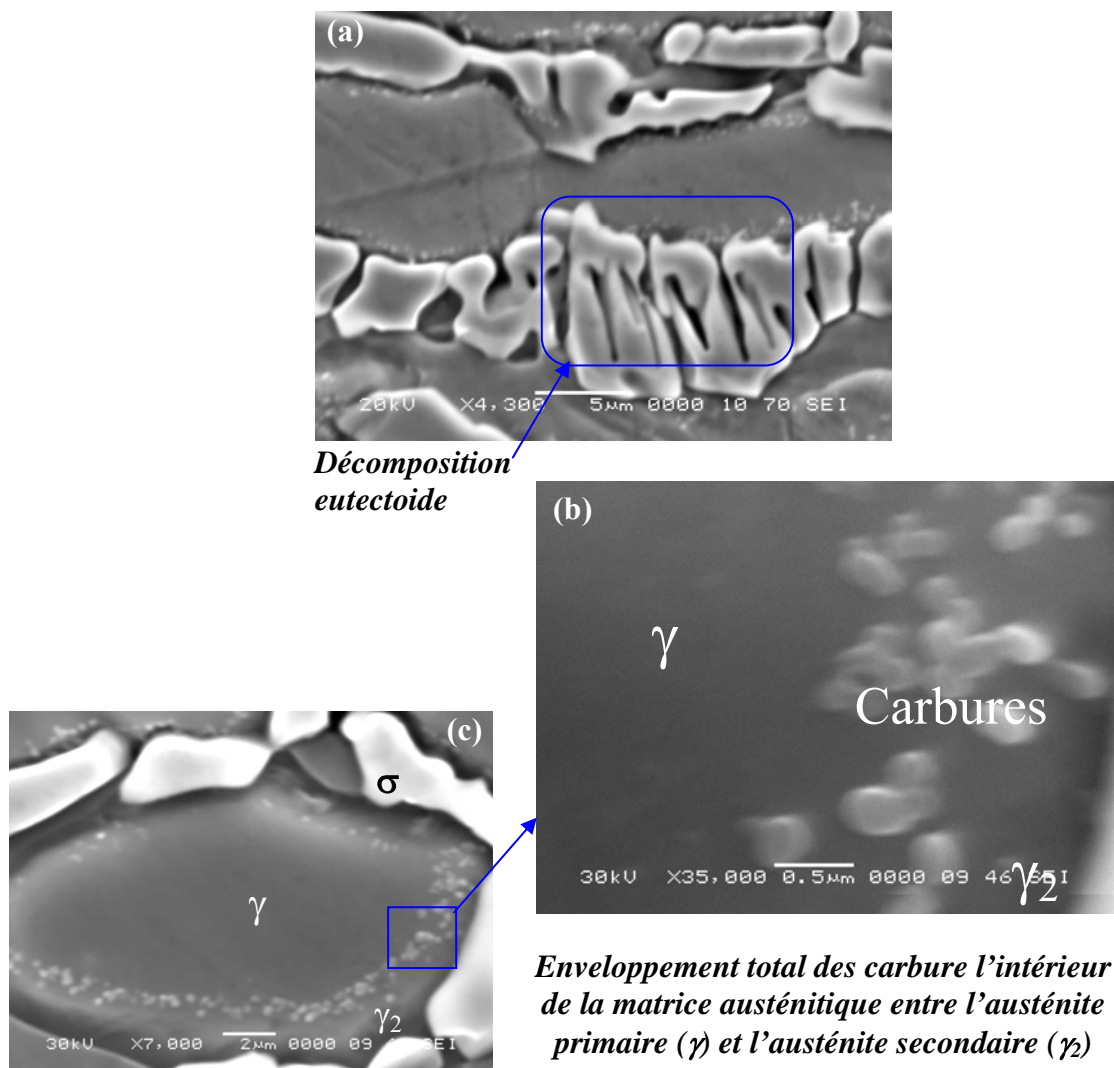 (a)
20kV X4,300 5μm 0000 10 70 SEI
Décomposition
eutectoide
(b)
γ
Carbures
γ2
30kV X35,000 0.5μm 0000 09 46 SEI
(c)
σ
γ
γ2
30kV X7,000 2μm 0000 09 SEI
Enveloppement total des carbure l’intérieur
de la matrice austénitique entre l’austénite
primaire (γ) et l’austénite secondaire (γ2)